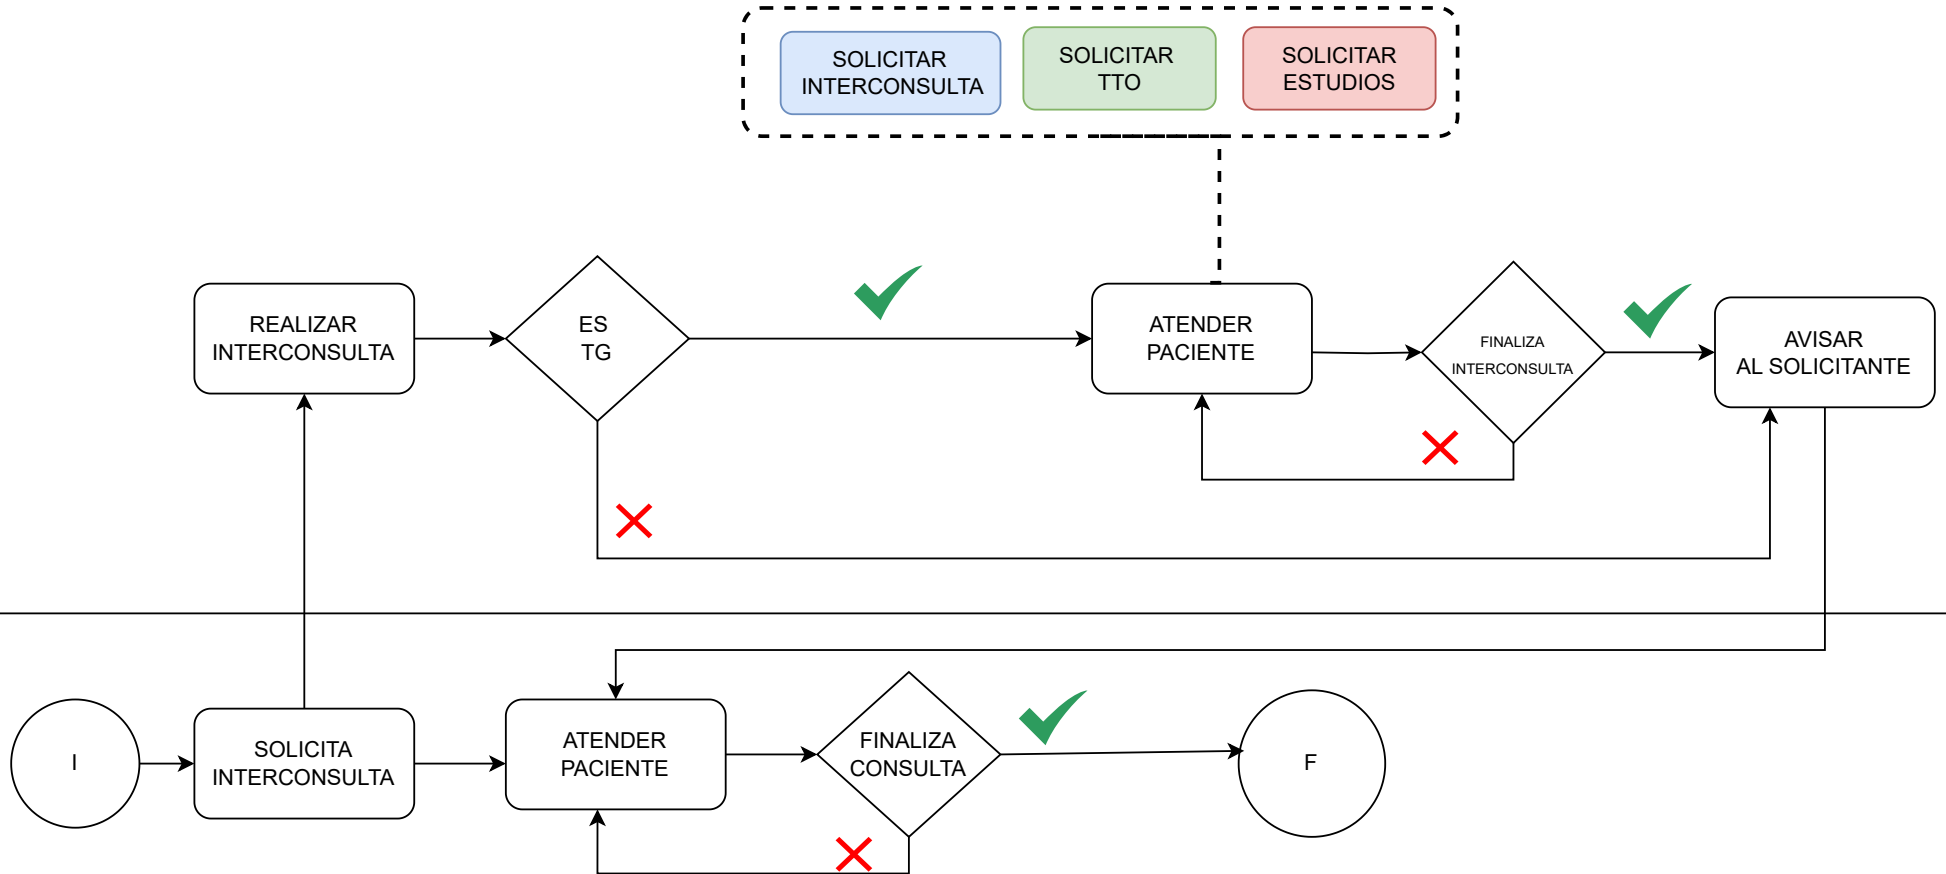 SOLICITAR
INTERCONSULTA
SOLICITAR
TTO
SOLICITAR
ESTUDIOS
REALIZAR
INTERCONSULTA
ES
TG
ATENDER
PACIENTE
FINALIZA
INTERCONSULTA
AVISAR
AL SOLICITANTE
I
SOLICITA
INTERCONSULTA
ATENDER
PACIENTE
FINALIZA
CONSULTA
F